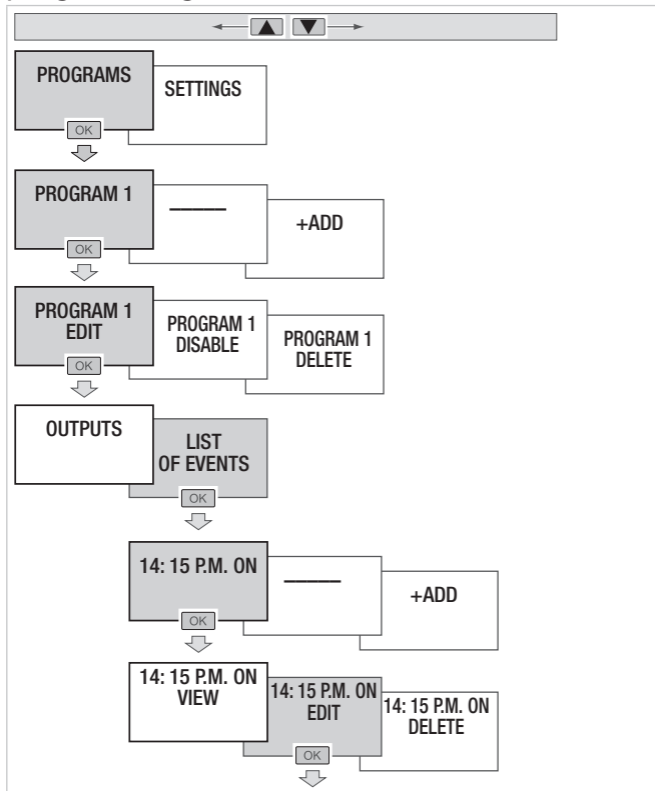 PROGRAMS
SETTINGS
OK
PROGRAM 1
_____
+ADD
OK
PROGRAM 1
EDIT
PROGRAM 1
DISABLE
PROGRAM 1
DELETE
OK
OUTPUTS
LIST
OF EVENTS
OK
14: 15 P.M. ON
_____
+ADD
OK
14: 15 P.M. ON
VIEW
14: 15 P.M. ON
EDIT
14: 15 P.M. ON
DELETE
OK